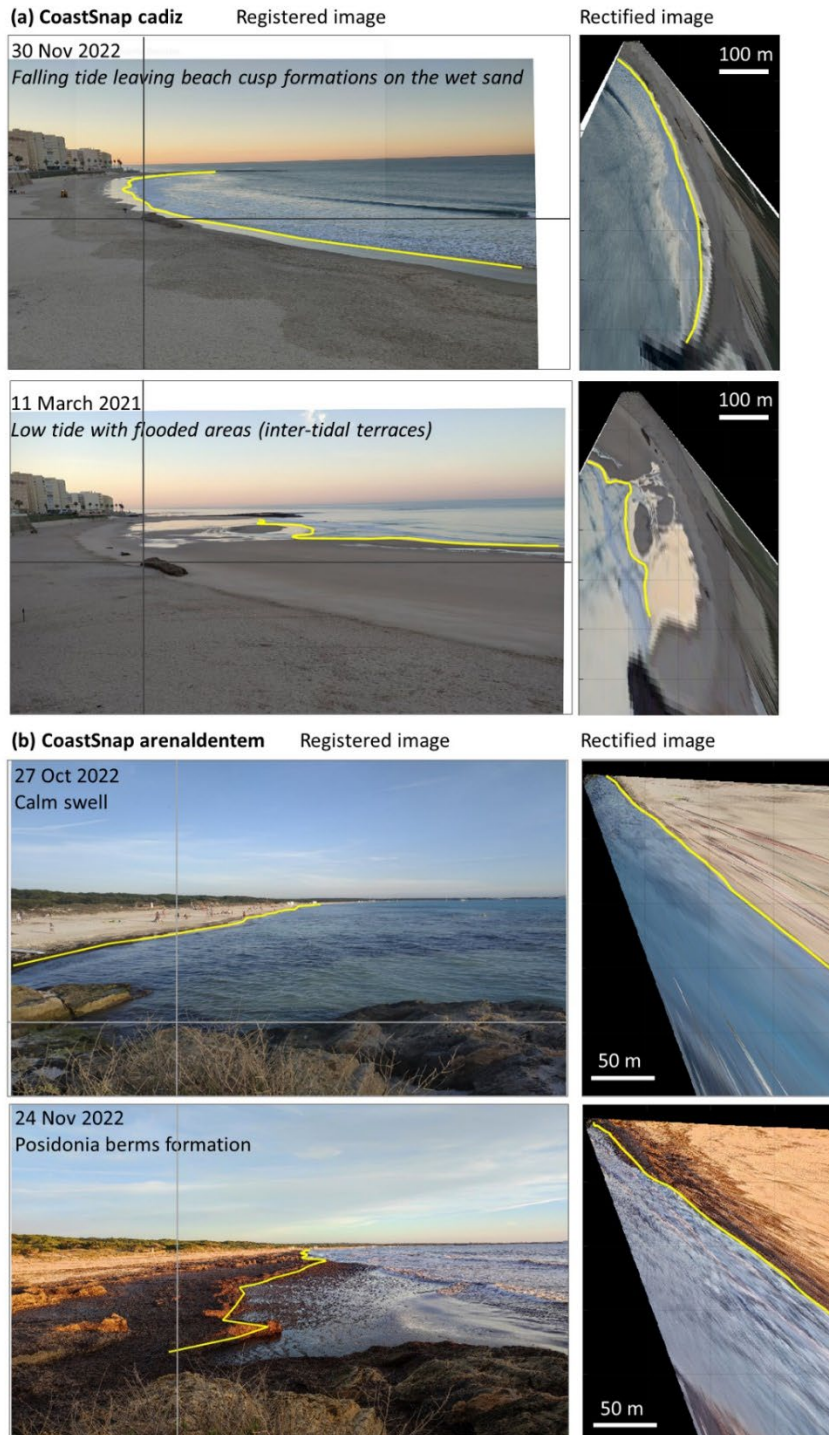 (a) CoastSnap cadiz Registered image Rectified image
30 Nov 2022
Falling tide leaving beach cusp formations on the wet sand
100 m
11 March 2021
Low tide with flooded areas (inter-tidal terraces)
100 m
(b) CoastSnap arenaldentem Registered image Rectified image
27 Oct 2022
Calm swell
50 m
24 Nov 2022
Posidonia berms formation
50 m